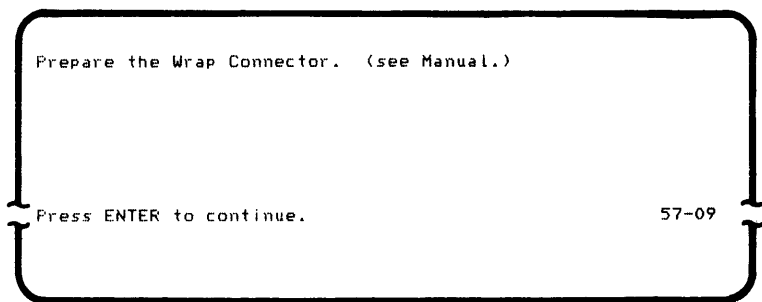 Prepare the Wrap Connector. (see Manual.)
Press ENTER to continue. 57-09